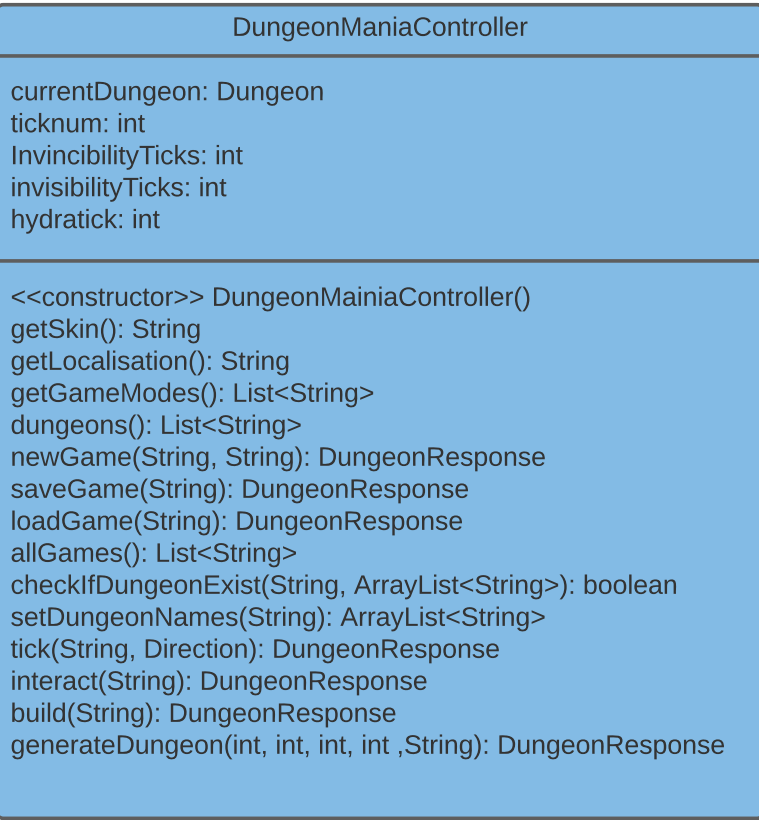 DungeonManiaController
currentDungeon: Dungeon
ticknum: int
InvincibilityTicks: int
invisibilityTicks: int
hydratick: int
<<constructor>> DungeonMainiaController()
getSkin(): String
getLocalisation(): String
getGameModes(): List<String>
dungeons(): List<String>
newGame(String, String): DungeonResponse
saveGame(String): DungeonResponse
loadGame(String): DungeonResponse
allGames(): List<String>
checkIfDungeonExist(String, ArrayList<String>): boolean
setDungeonNames(String): ArrayList<String>
tick(String, Direction): DungeonResponse
interact(String): DungeonResponse
build(String): DungeonResponse
generateDungeon(int, int, int, int ,String): DungeonResponse